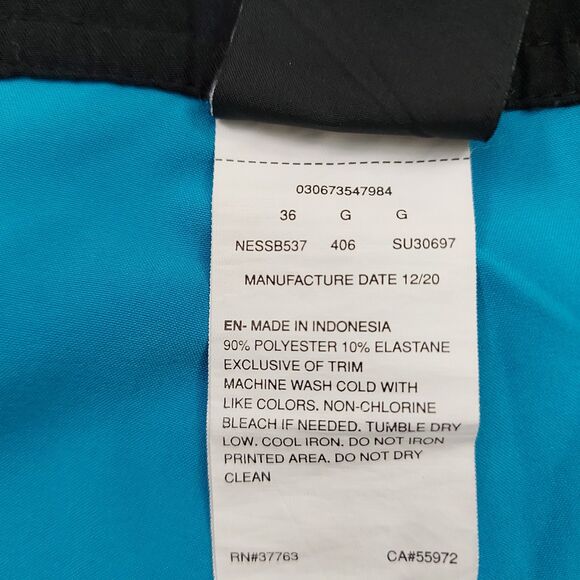 030673547984
36 G G
NESSB537 406 SU30697
MANUFACTURE DATE 12/20
EN- MADE IN INDONESIA
90% POLYESTER 10% ELASTANE
EXCLUSIVE OF TRIM
MACHINE WASH COLD WITH
LIKE COLORS. NON-CHLORINE
BLEACH IF NEEDED. TUMBLE DRY
LOW. COOL IRON. DO NOT IRON
PRINTED AREA. DO NOT DRY
CLEAN
RN#37763 CA#55972